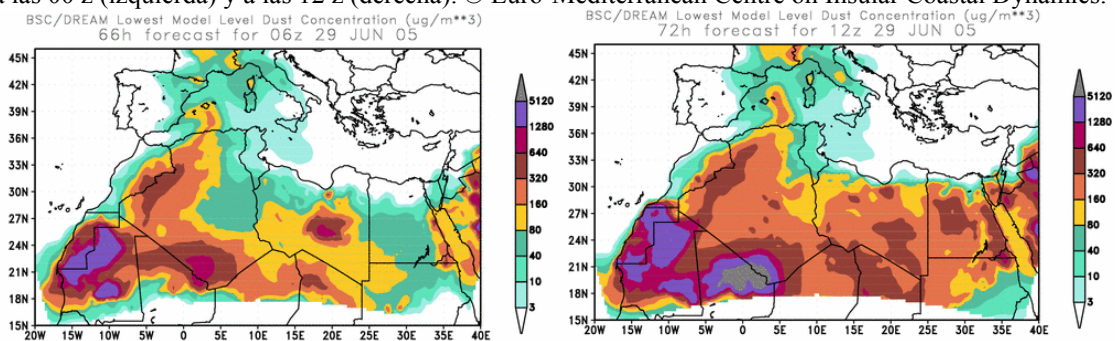 a las 00 z (izquierda) y a las 12 z (derecha). © Euro-Mediterranean Centre on Insular Coastal Dynamics.
BSC/DREAM Lowest Model Level Dust Concentration (ug/m**3)
66h forecast for 06z 29 JUN 05
45N
42N
39N
36N
33N
30N
27N
24N
21N
18N
15N
20W 15W 10W 5W 0 5E 10E 15E 20E 25E 30E 35E 40E
5120
1280
640
320
160
80
40
10
3
BSC/DREAM Lowest Model Level Dust Concentration (ug/m**3)
72h forecast for 12z 29 JUN 05
45N
42N
39N
36N
33N
30N
27N
24N
21N
18N
15N
20W 15W 10W 5W 0 5E 10E 15E 20E 25E 30E 35E 40E
5120
1280
640
320
160
80
40
10
3